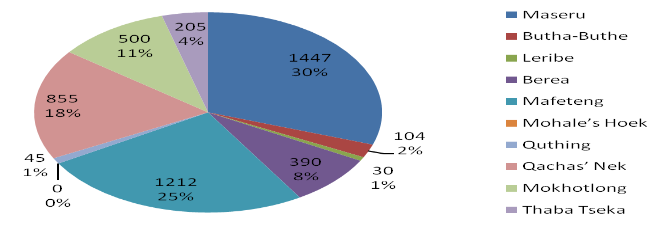 205
4%
500
11%
1447
30%
855
18%
104
2%
45
1%
390
8%
30
1%
1212
25%
0
0%
Maseru
Butha-Buthe
Leribe
Berea
Mafeteng
Mohale's Hoek
Quthing
Qachas' Nek
Mokhotlong
Thaba Tseka